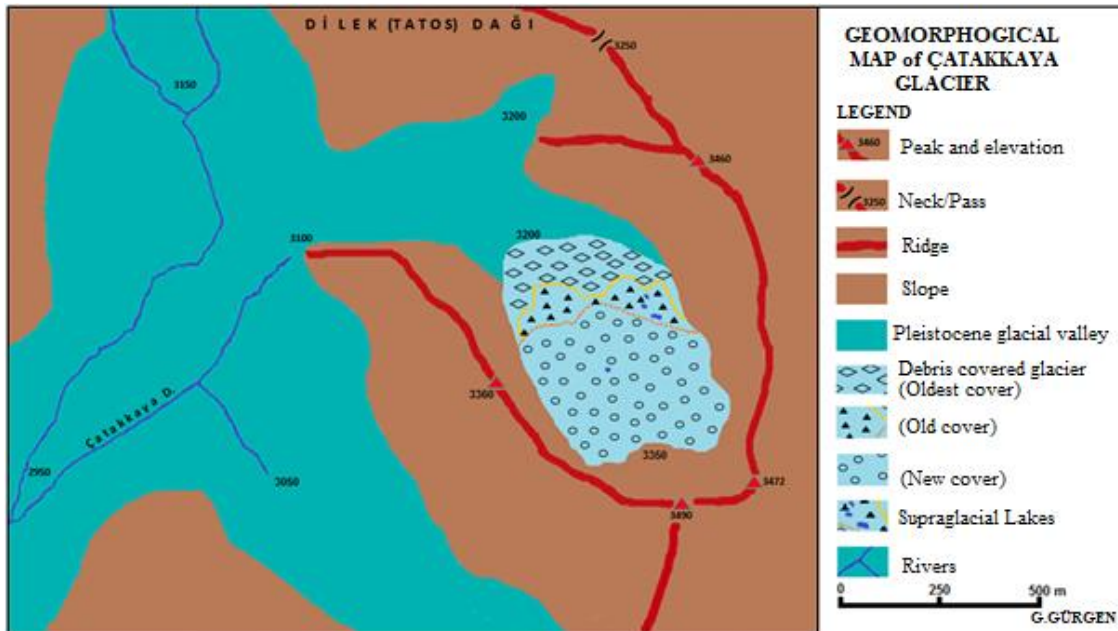 DİLEK (TATOS) DAĞI
3250
3150
3200
3460
3200
3100
3360
Çatakkaya D.
2950
3050
3350
3472
3490
GEOMORPHOGICAL
MAP of ÇATAKKAYA
GLACIER
LEGEND
3460 Peak and elevation
3250 Neck/Pass
Ridge
Slope
Pleistocene glacial valley
Debris covered glacier
(Oldest cover)
(Old cover)
(New cover)
Supraglacial Lakes
Rivers
0 250 500 m
G.GÜRGEN